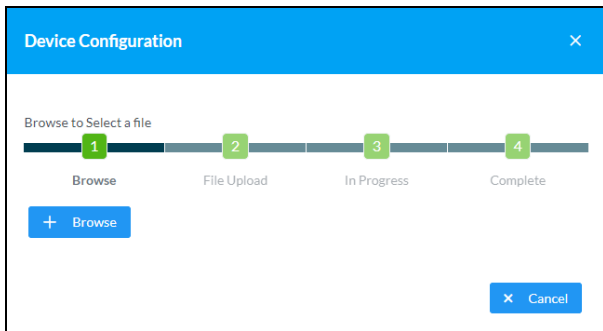 Device Configuration
Browse to Select a file
1 2 3 4
Browse File Upload In Progress Complete
+ Browse
× Cancel